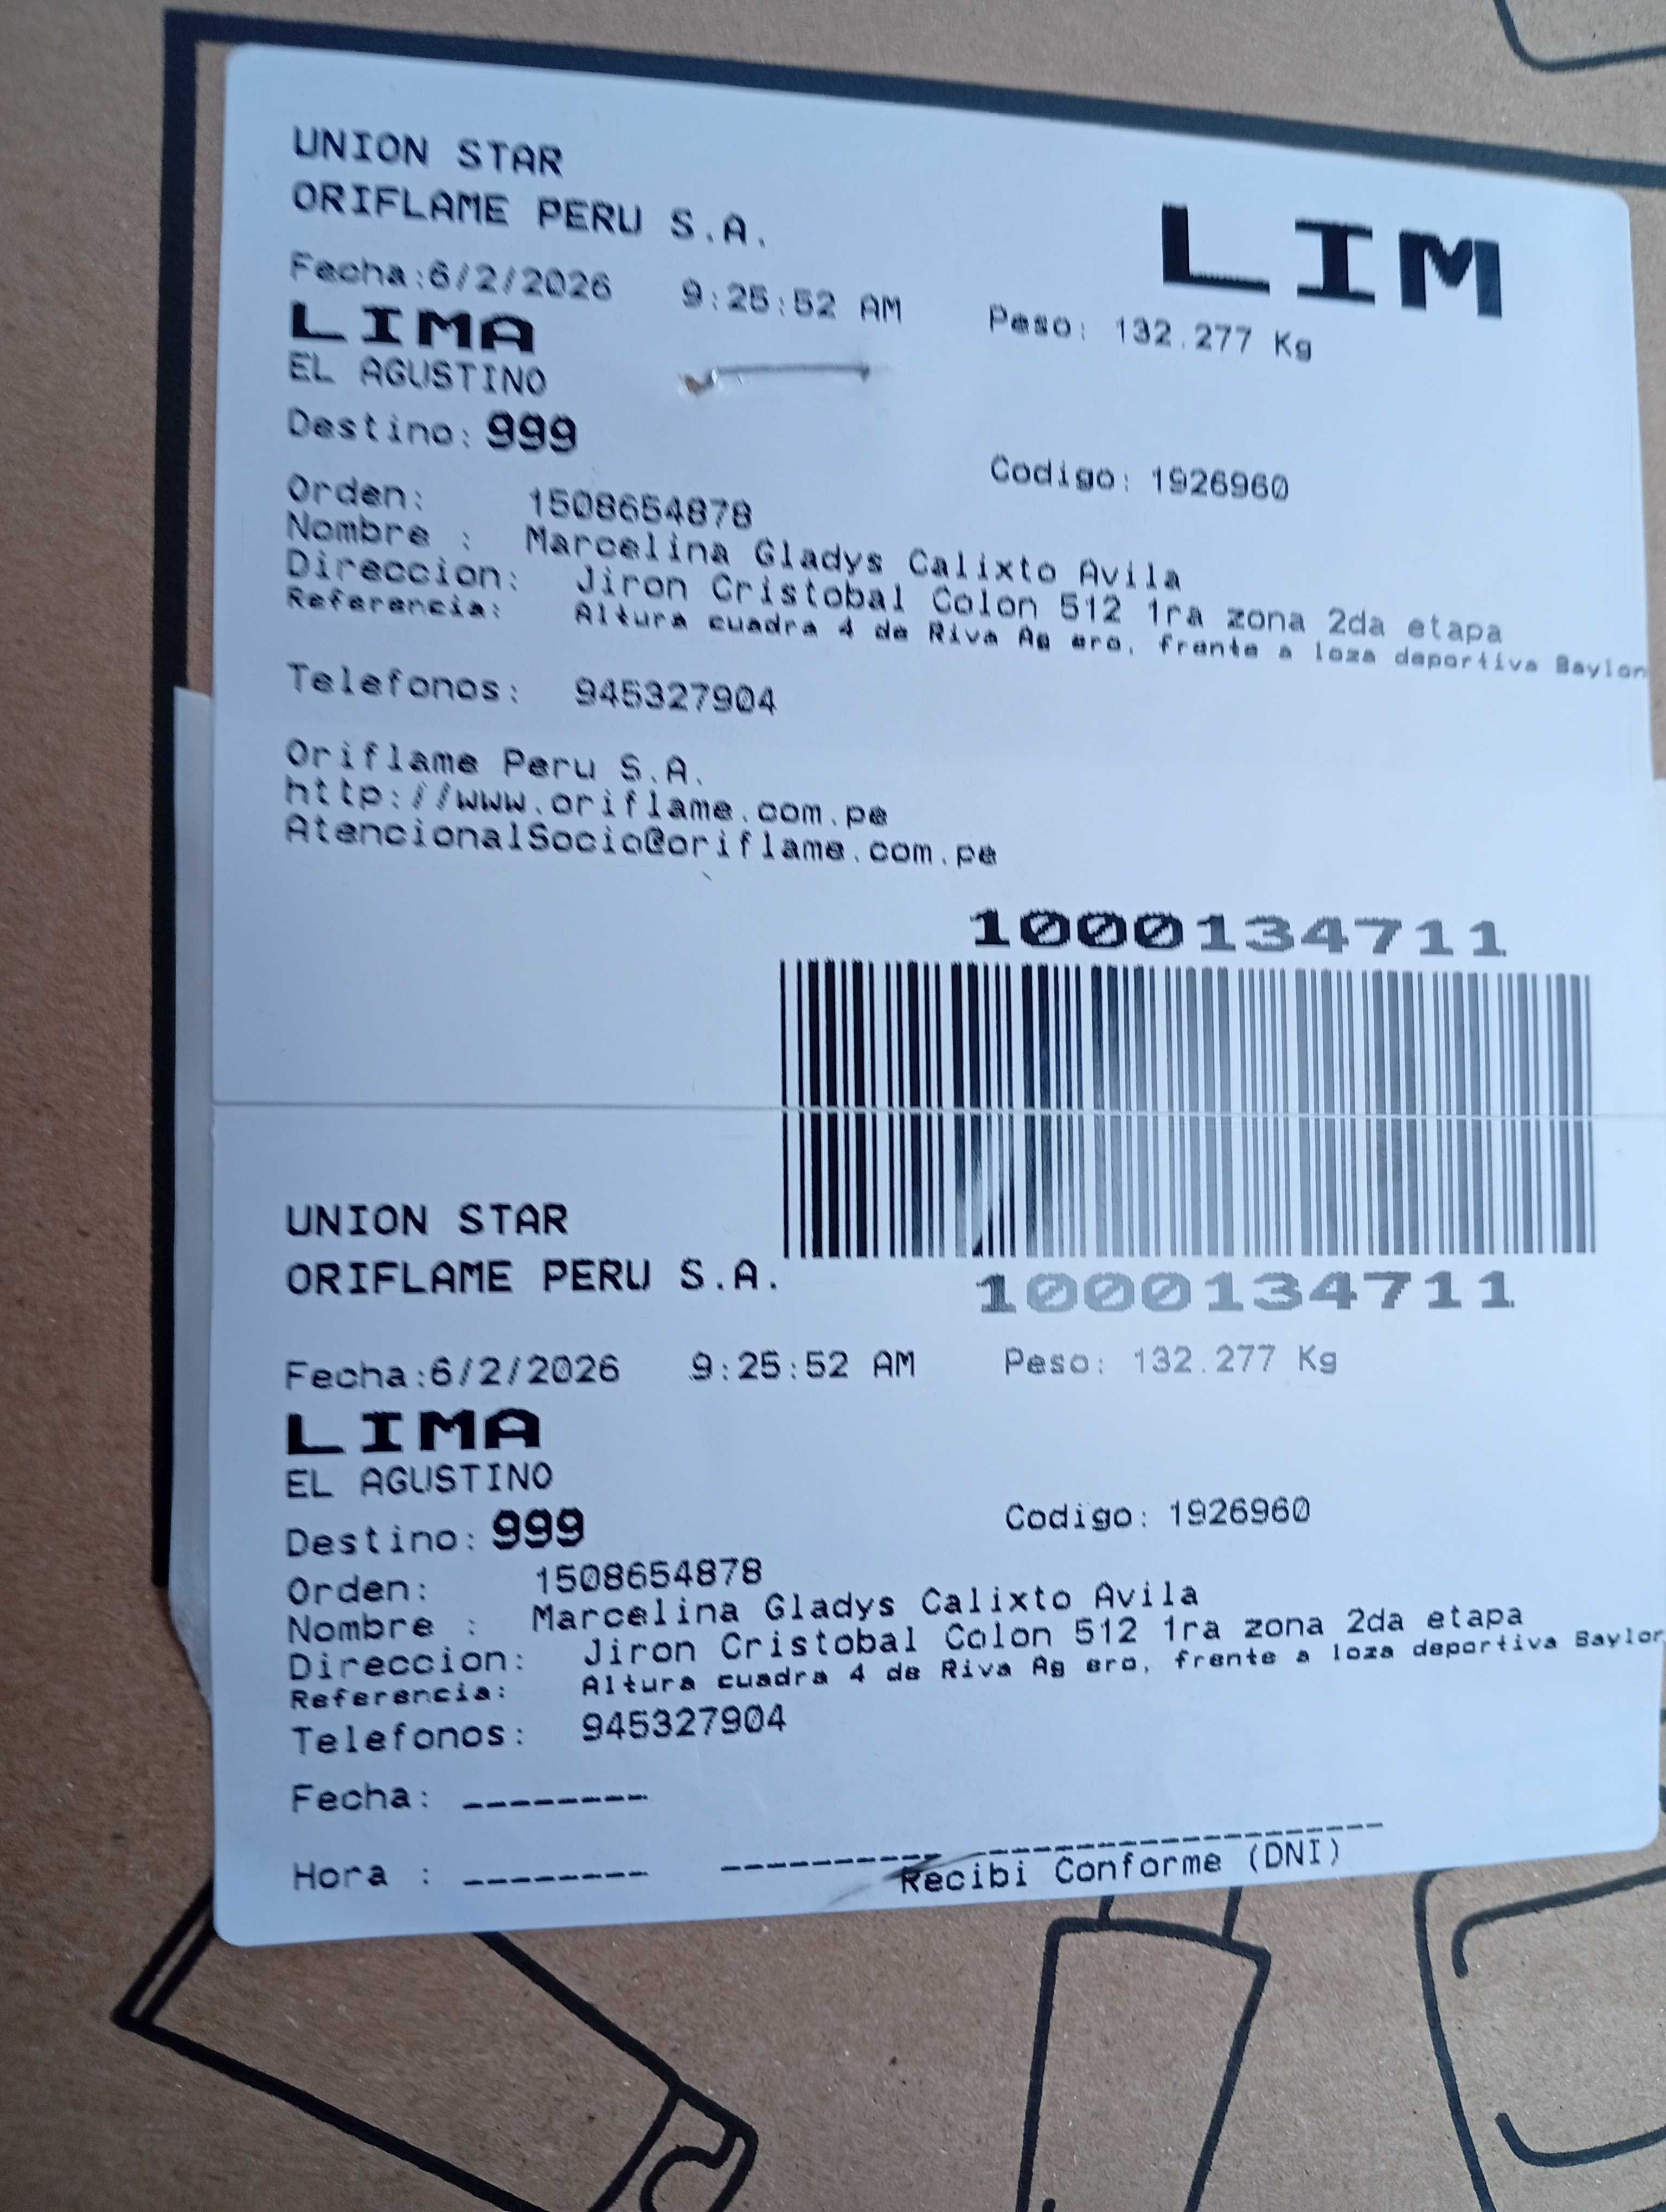 UNION STAR
ORIFLAME PERU S.A.
LIM
Fecha:6/2/2026 9:25:52 AM Peso: 132.277 Kg
LIMA
EL AGUSTINO
Destino: 999
Codigo: 1926960
Orden: 1508654878
Nombre : Marcelina Gladys Calixto Avila
Direccion: Jiron Cristobal Colon 512 1ra zona 2da etapa
Referencia: Altura cuadra 4 de Riva Ag ero, frente a loza deportiva Baylon
Telefonos: 945327904
Oriflame Peru S.A.
http://www.oriflame.com.pe
AtencionalSocio@oriflame.com.pe
1000134711
UNION STAR
ORIFLAME PERU S.A.
1000134711
Fecha:6/2/2026 9:25:52 AM Peso: 132.277 Kg
LIMA
EL AGUSTINO
Destino: 999
Codigo: 1926960
Orden: 1508654878
Nombre : Marcelina Gladys Calixto Avila
Direccion: Jiron Cristobal Colon 512 1ra zona 2da etapa
Referencia: Altura cuadra 4 de Riva Ag ero, frente a loza deportiva
Telefonos: 945327904
Fecha: --------
Hora : --------
Recibi Conforme (DNI)